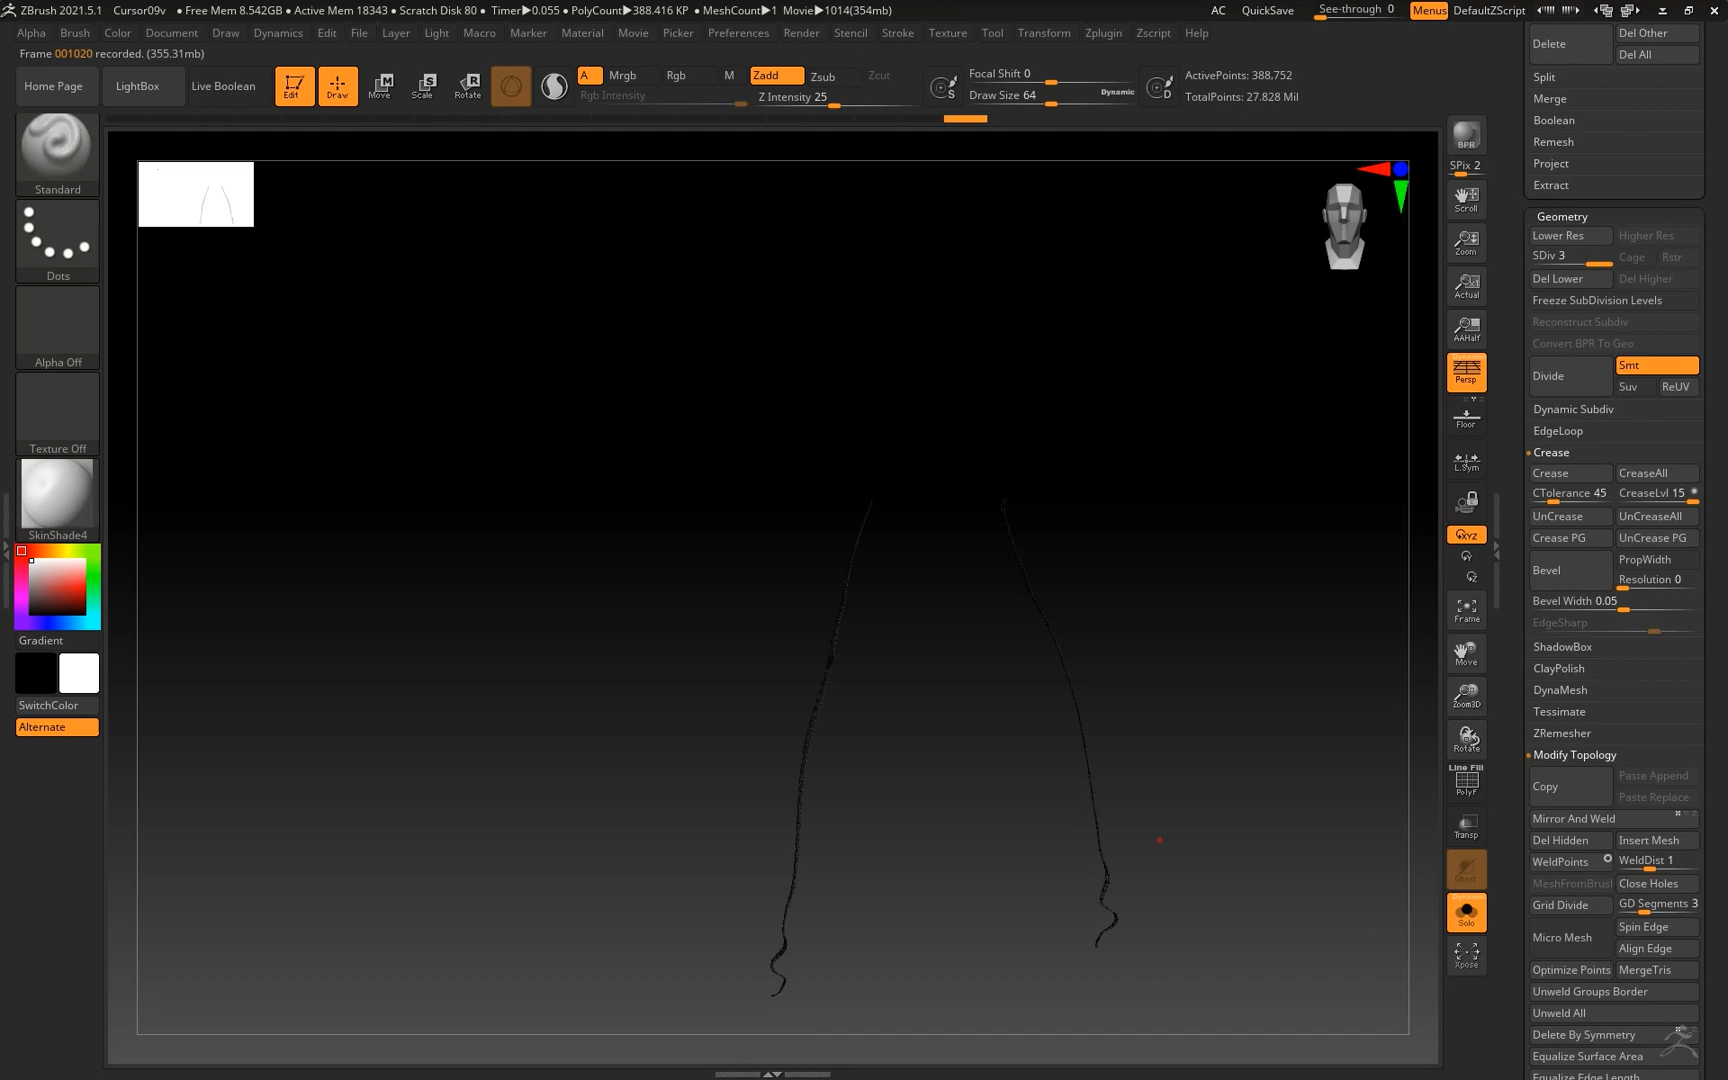 ZBrush 2021.5.1 Cursor09v ● Free Mem 8.542GB ● Active Mem 18343 ● Scratch Disk 80 ● Timer▶0.055 ● PolyCount▶388.416 KP ● MeshCount▶1 Movie▶1014(354mb) AC QuickSave See-through 0 Menus DefaultZScript
Alpha Brush Color Document Draw Dynamics Edit File Layer Light Macro Marker Material Movie Picker Preferences Render Stencil Stroke Texture Tool Transform Zplugin Zscript Help
Frame 001020 recorded. (355.31mb)
Home Page LightBox Live Boolean Edit Draw Move Scale Rotate
A Mrgb Rgb M Zadd Zsub Zcut
Rgb Intensity Z Intensity 25
S Focal Shift 0
Draw Size 64 Dynamic
D ActivePoints: 388,752
TotalPoints: 27.828 Mil
Standard
Dots
Alpha Off
Texture Off
SkinShade4
Gradient
SwitchColor
Alternate
BPR
SPix 2
Scroll
Zoom
Actual
AAHalf
Dynamic
Persp
Floor
L.Sym
XYZ
Y
Z
Frame
Move
Zoom3D
Rotate
Line Fill
PolyF
Transp
Ghost
Dynamic
Solo
Xpose
Delete Del Other
Del All
Split
Merge
Boolean
Remesh
Project
Extract
Geometry
Lower Res Higher Res
SDiv 3 Cage Rstr
Del Lower Del Higher
Freeze SubDivision Levels
Reconstruct Subdiv
Convert BPR To Geo
Divide Smt
Suv ReUV
Dynamic Subdiv
EdgeLoop
Crease
Crease CreaseAll
CTolerance 45 CreaseLvl 15
UnCrease UnCreaseAll
Crease PG UnCrease PG
Bevel PropWidth
Resolution 0
Bevel Width 0.05
EdgeSharp
ShadowBox
ClayPolish
DynaMesh
Tessimate
ZRemesher
Modify Topology
Copy Paste Append
Paste Replace
Mirror And Weld
Del Hidden Insert Mesh
WeldPoints WeldDist 1
MeshFromBrush Close Holes
Grid Divide GD Segments 3
Micro Mesh Spin Edge
Align Edge
Optimize Points MergeTris
Unweld Groups Border
Unweld All
Delete By Symmetry
Equalize Surface Area
Equalize Edge Length